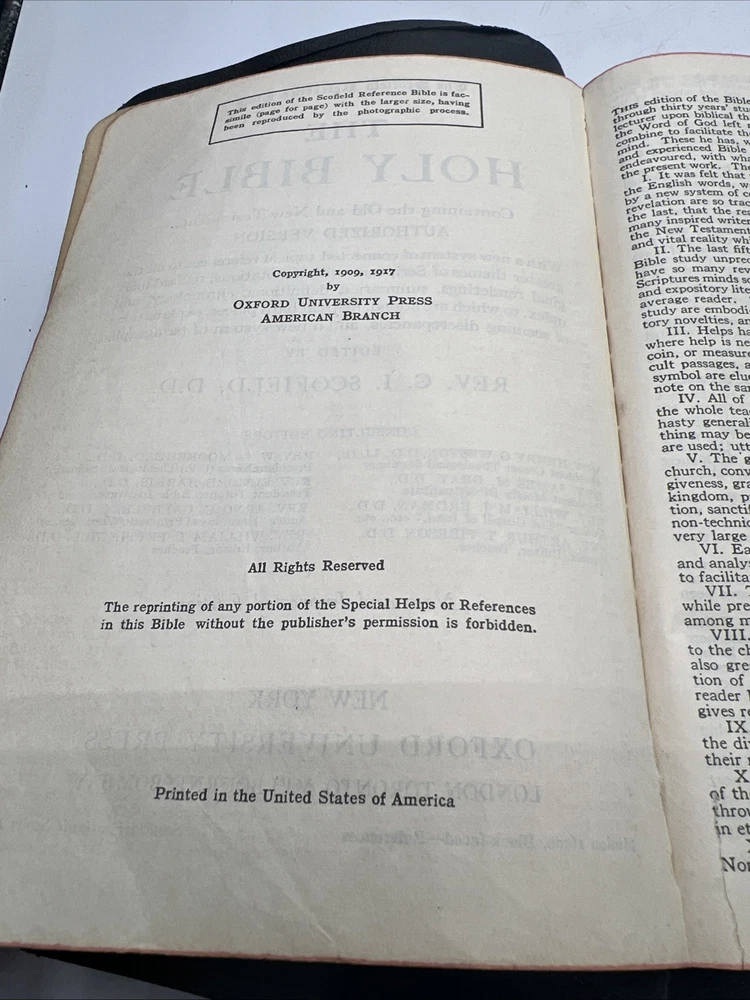 This edition of the Scofield Reference Bible is fac-
simile (page for page) with the larger size, having
been reproduced by the photographic process.
Copyright, 1909, 1917
by
OXFORD UNIVERSITY PRESS
AMERICAN BRANCH
All Rights Reserved
The reprinting of any portion of the Special Helps or References
in this Bible without the publisher's permission is forbidden.
Printed in the United States of America
THIS edition of the Bib
through thirty years' stu
lecturer upon biblical th
the Word of God left
combine to facilitate th
mind. These he has, w
and experienced Bible
endeavoured, with wh
the present work. The
I. It was felt that
the English words, w
by a new system of c
revelation are so trac
the last, that the re
many inspired writer
the New Testament
and vital reality wh
II. The last fift
Bible study unprec
have so many rev
Scriptures minds so
and expository lite
average reader.
study are embodi
tory novelties, an
III. Helps ha
where help is ne
coin, or measure
cult passages, a
symbol are elu
note on the sa
IV. All of
the whole tea
hasty general
thing may be
are used; utt
V. The g
church, conv
giveness, gra
kingdom, p
tion, sanctif
non-technic
very large
VI. Ea
and analy
to facilita
VII. T
while pre
among m
VIII.
to the ch
also gre
tion of
reader
gives re
IX.
the di
their
X
of th
throu
in et
Nor